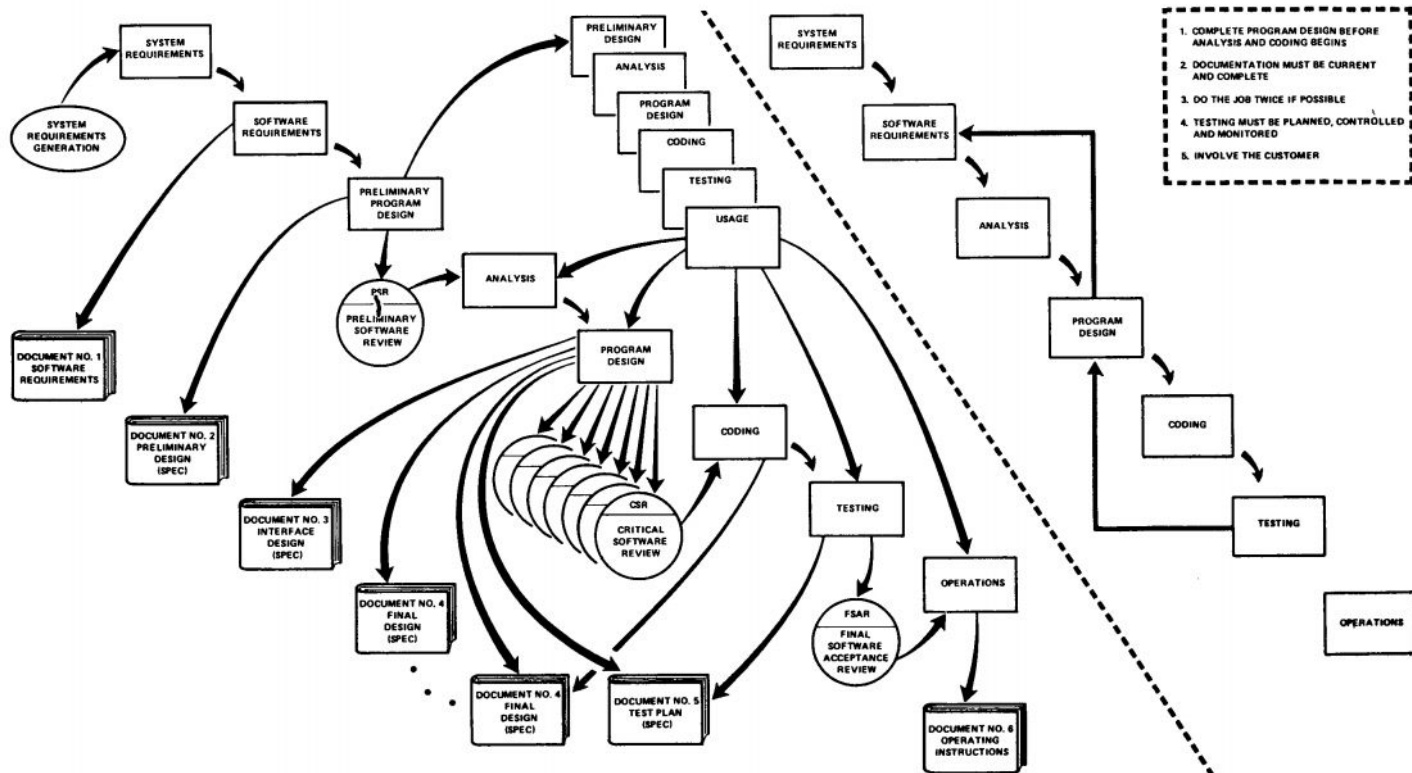 SYSTEM
REQUIREMENTS
SYSTEM
REQUIREMENTS
GENERATION
SOFTWARE
REQUIREMENTS
PRELIMINARY
PROGRAM
DESIGN
PRELIMINARY
DESIGN
ANALYSIS
PROGRAM
DESIGN
CODING
TESTING
USAGE
PSR
PRELIMINARY
SOFTWARE
REVIEW
ANALYSIS
PROGRAM
DESIGN
DOCUMENT NO. 1
SOFTWARE
REQUIREMENTS
DOCUMENT NO. 2
PRELIMINARY
DESIGN
(SPEC)
DOCUMENT NO. 3
INTERFACE
DESIGN
(SPEC)
DOCUMENT NO. 4
FINAL
DESIGN
(SPEC)
DOCUMENT NO. 4
FINAL
DESIGN
(SPEC)
DOCUMENT NO. 5
TEST PLAN
(SPEC)
CSR
CRITICAL
SOFTWARE
REVIEW
CODING
TESTING
FSAR
FINAL
SOFTWARE
ACCEPTANCE
REVIEW
OPERATIONS
DOCUMENT NO. 6
OPERATING
INSTRUCTIONS
SYSTEM
REQUIREMENTS
SOFTWARE
REQUIREMENTS
ANALYSIS
PROGRAM
DESIGN
CODING
TESTING
OPERATIONS
1. COMPLETE PROGRAM DESIGN BEFORE
ANALYSIS AND CODING BEGINS
2. DOCUMENTATION MUST BE CURRENT
AND COMPLETE
3. DO THE JOB TWICE IF POSSIBLE
4. TESTING MUST BE PLANNED, CONTROLLED
AND MONITORED
5. INVOLVE THE CUSTOMER